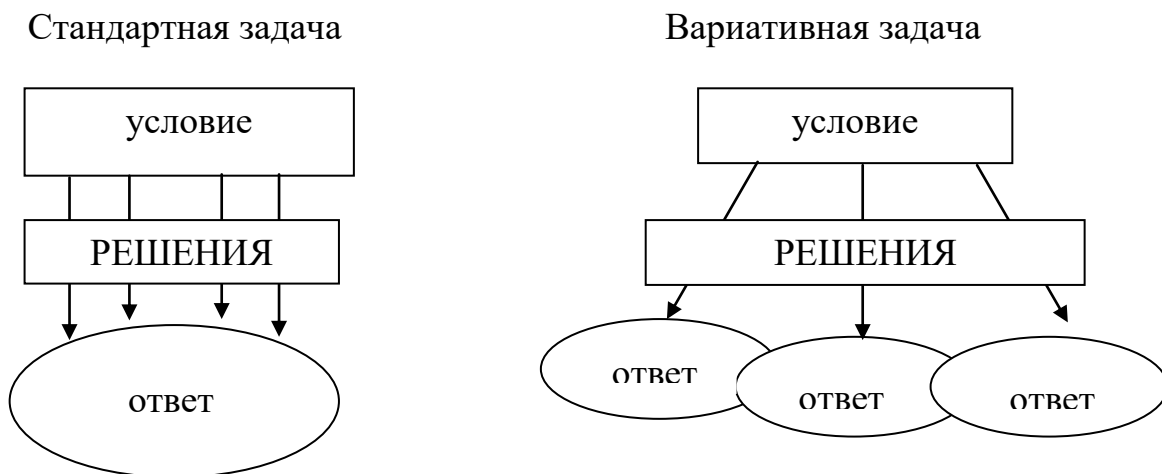 Стандартная задача
Вариативная задача
условие
условие
РЕШЕНИЯ
РЕШЕНИЯ
ответ
ответ
ответ
ответ